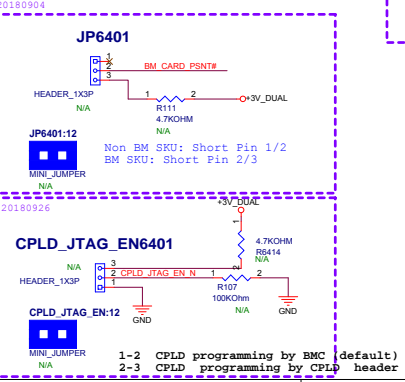 20180904
JP6401
1
2
3
BM_CARD_PSNT#
HEADER_1X3P
N/A
1 2
R111
4.7KOHM
N/A
+3V_DUAL
JP6401:12
MINI_JUMPER
N/A
Non BM SKU: Short Pin 1/2
BM SKU: Short Pin 2/3
20180926
+3V_DUAL
1
4.7KOHM
R6414
N/A
2
CPLD_JTAG_EN6401
N/A
HEADER_1X3P
3
2
1
CPLD_JTAG_EN_N
1 2
R107
100KOhm
N/A
GND
GND
CPLD_JTAG_EN:12
MINI_JUMPER
N/A
1-2 CPLD programming by BMC (default)
2-3 CPLD programming by CPLD header